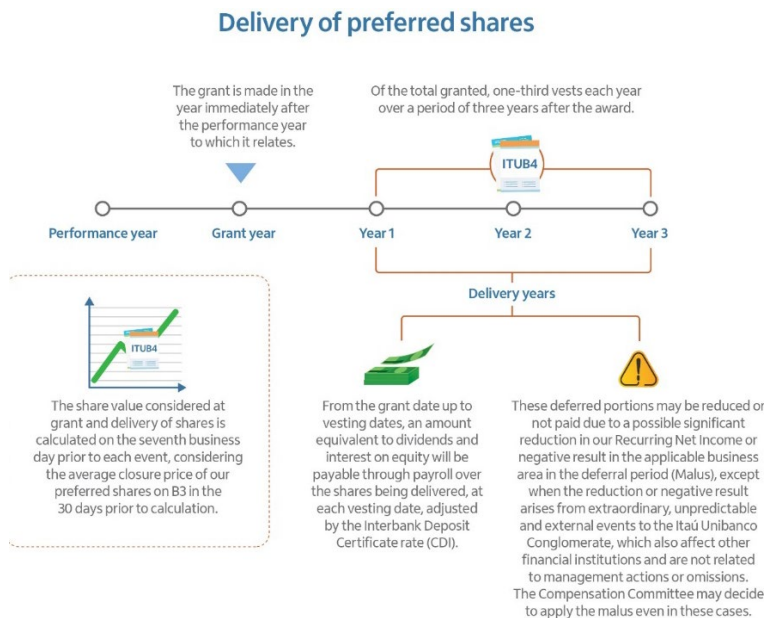 Delivery of preferred shares
The grant is made in the
year immediately after
the performance year
to which it relates.
Of the total granted, one-third vests each year
over a period of three years after the award.
ITUB4
Performance year
Grant year
Year 1
Year 2
Year 3
Delivery years
ITUB4
The share value considered at
grant and delivery of shares is
calculated on the seventh business
day prior to each event, considering
the average closure price of our
preferred shares on B3 in the
30 days prior to calculation.
From the grant date up to
vesting dates, an amount
equivalent to dividends and
interest on equity will be
payable through payroll over
the shares being delivered, at
each vesting date, adjusted
by the Interbank Deposit
Certificate rate (CDI).
These deferred portions may be reduced or
not paid due to a possible significant
reduction in our Recurring Net Income or
negative result in the applicable business
area in the deferral period (Malus), except
when the reduction or negative result
arises from extraordinary, unpredictable
and external events to the Itaú Unibanco
Conglomerate, which also affect other
financial institutions and are not related
to management actions or omissions.
The Compensation Committee may decide
to apply the malus even in these cases.